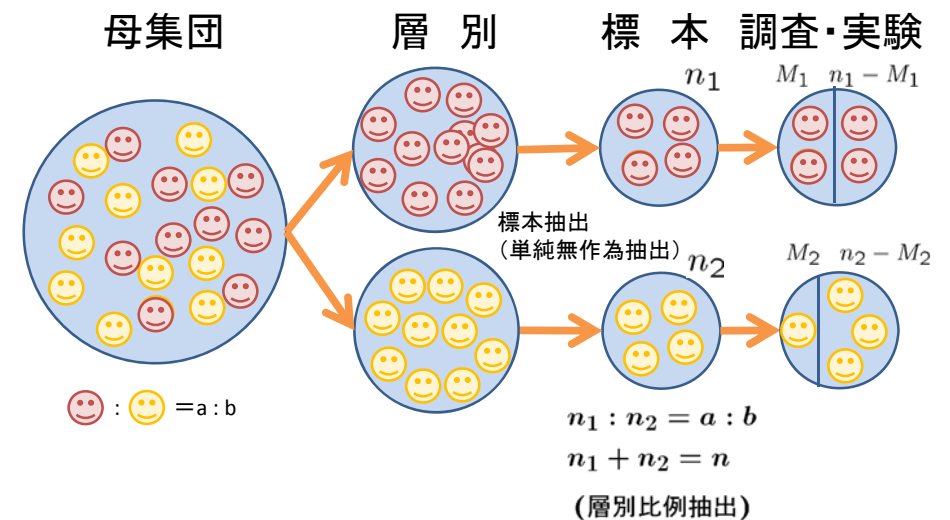 母集団
層 別
標 本
調査・実験
n₁
M₁ n₁ − M₁
標本抽出
（単純無作為抽出）
n₂
M₂ n₂ − M₂
: ＝a : b
n₁ : n₂ = a : b
n₁ + n₂ = n
(層別比例抽出)